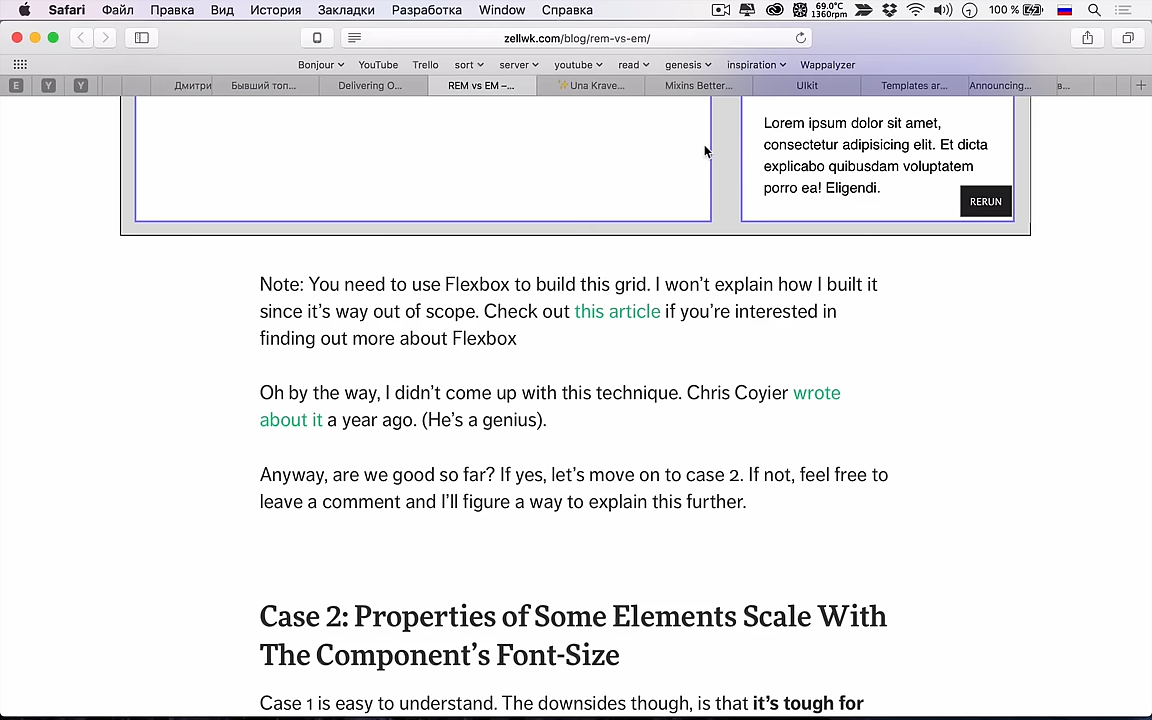 Safari Файл Правка Вид История Закладки Разработка Window Справка 69.0°C 1360rpm 100 %
zellwk.com/blog/rem-vs-em/
Bonjour YouTube Trello sort server youtube read genesis inspiration Wappalyzer
E Y Y Дмитри Бывший топ... Delivering O... REM vs EM –... ✨Una Krave... Mixins Better... UIkit Templates ar... Announcing... в...
Lorem ipsum dolor sit amet,
consectetur adipisicing elit. Et dicta
explicabo quibusdam voluptatem
porro ea! Eligendi.
RERUN
Note: You need to use Flexbox to build this grid. I won’t explain how I built it
since it’s way out of scope. Check out this article if you’re interested in
finding out more about Flexbox
Oh by the way, I didn’t come up with this technique. Chris Coyier wrote
about it a year ago. (He’s a genius).
Anyway, are we good so far? If yes, let’s move on to case 2. If not, feel free to
leave a comment and I’ll figure a way to explain this further.
Case 2: Properties of Some Elements Scale With
The Component’s Font-Size
Case 1 is easy to understand. The downsides though, is that it’s tough for